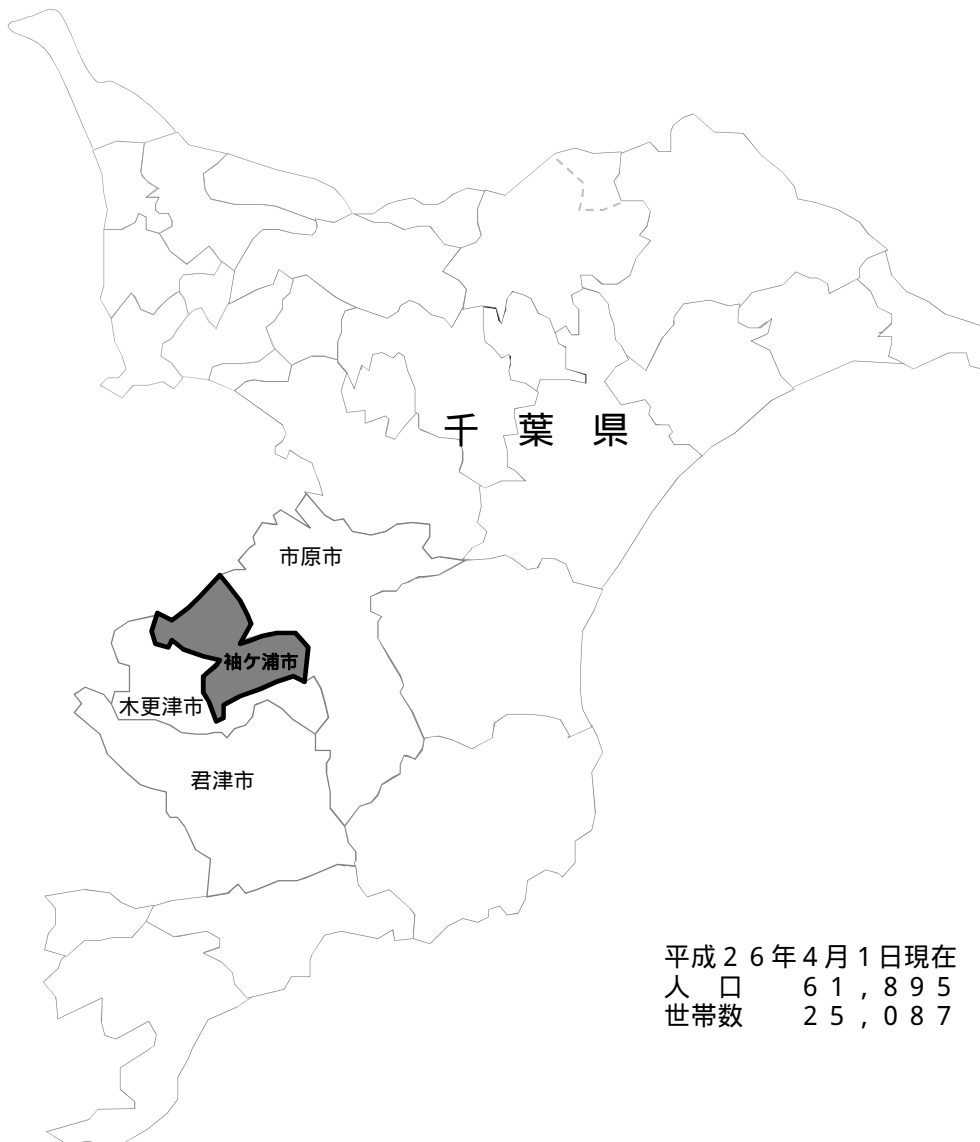 千 葉 県
市原市
袖ケ浦市
木更津市
君津市
平成26年4月1日現在
人 口 61,895
世帯数 25,087